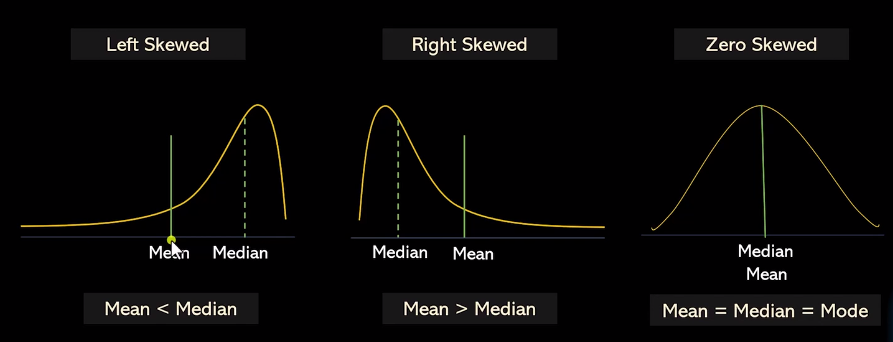 Left Skewed
Right Skewed
Zero Skewed
Mean
Median
Median
Mean
Median
Mean
Mean < Median
Mean > Median
Mean = Median = Mode